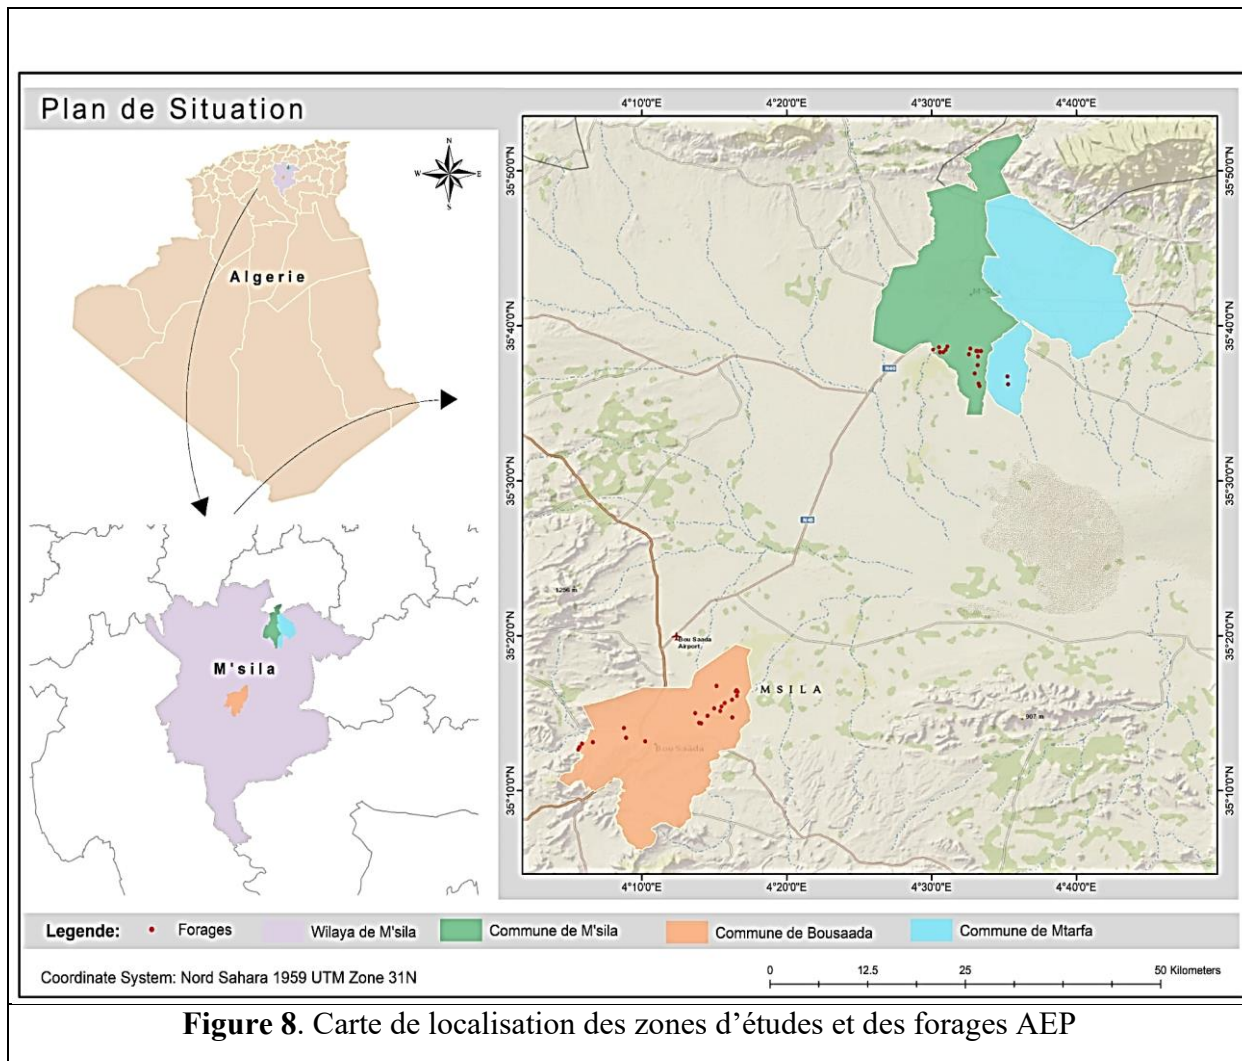 Plan de Situation
N
W E
S
Algerie
M'sila
4°10'0"E 4°20'0"E 4°30'0"E 4°40'0"E
35°50'0"N 35°50'0"N
35°40'0"N 35°40'0"N
35°30'0"N 35°30'0"N
35°20'0"N 35°20'0"N
35°10'0"N 35°10'0"N
1256 m
Bou Saada
Airport
MSILA
907 m
Bou Saada
4°10'0"E 4°20'0"E 4°30'0"E 4°40'0"E
Legende: Forages Wilaya de M'sila Commune de M'sila Commune de Bousaada Commune de Mtarfa
Coordinate System: Nord Sahara 1959 UTM Zone 31N
0 12.5 25 50 Kilometers
Figure 8. Carte de localisation des zones d’études et des forages AEP